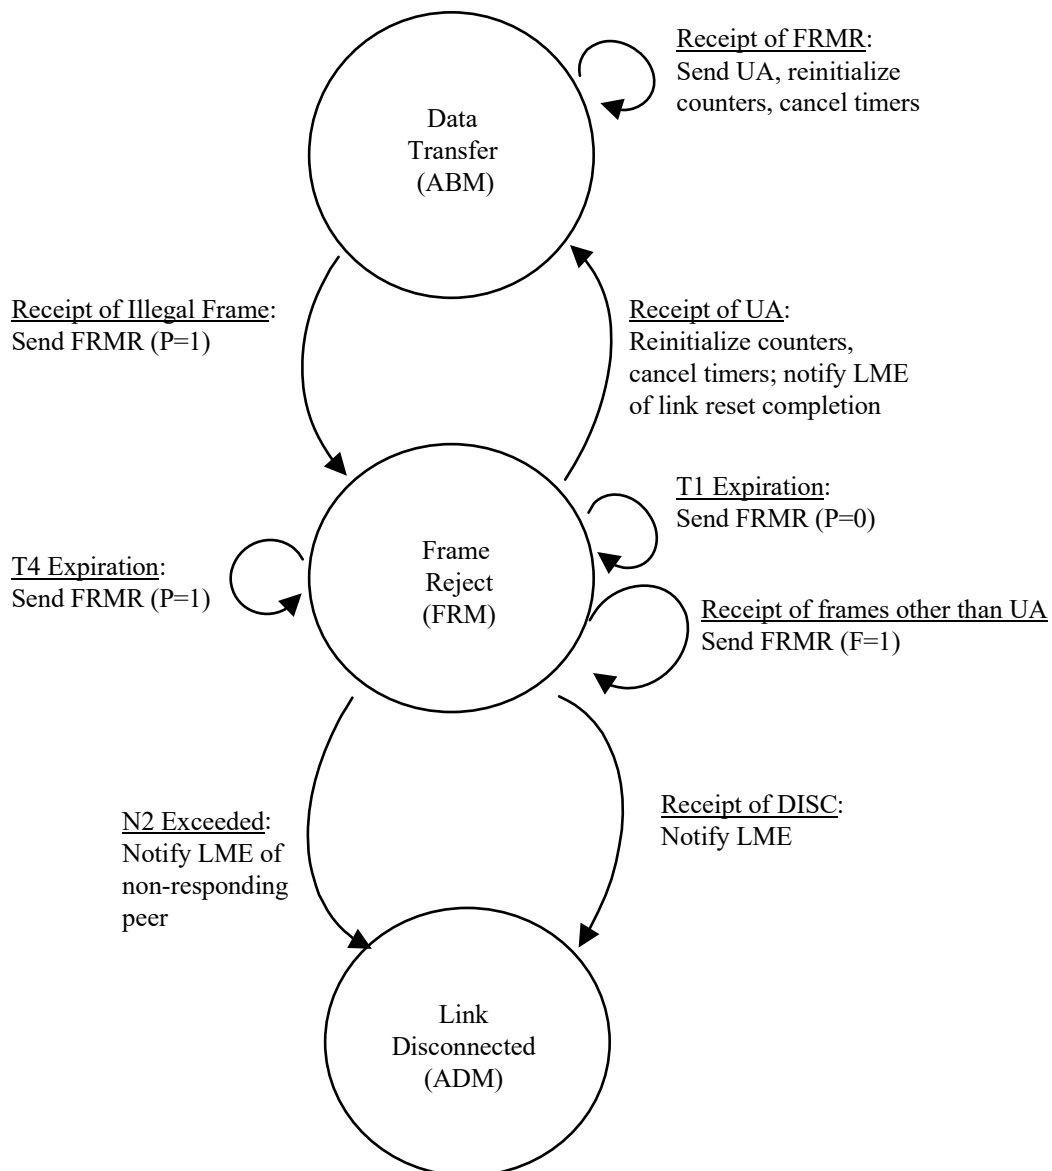 Receipt of FRMR:
Send UA, reinitialize
counters, cancel timers
Data
Transfer
(ABM)
Receipt of Illegal Frame:
Send FRMR (P=1)
Receipt of UA:
Reinitialize counters,
cancel timers; notify LME
of link reset completion
T1 Expiration:
Send FRMR (P=0)
Frame
Reject
(FRM)
T4 Expiration:
Send FRMR (P=1)
Receipt of frames other than UA
Send FRMR (F=1)
N2 Exceeded:
Notify LME of
non-responding
peer
Receipt of DISC:
Notify LME
Link
Disconnected
(ADM)